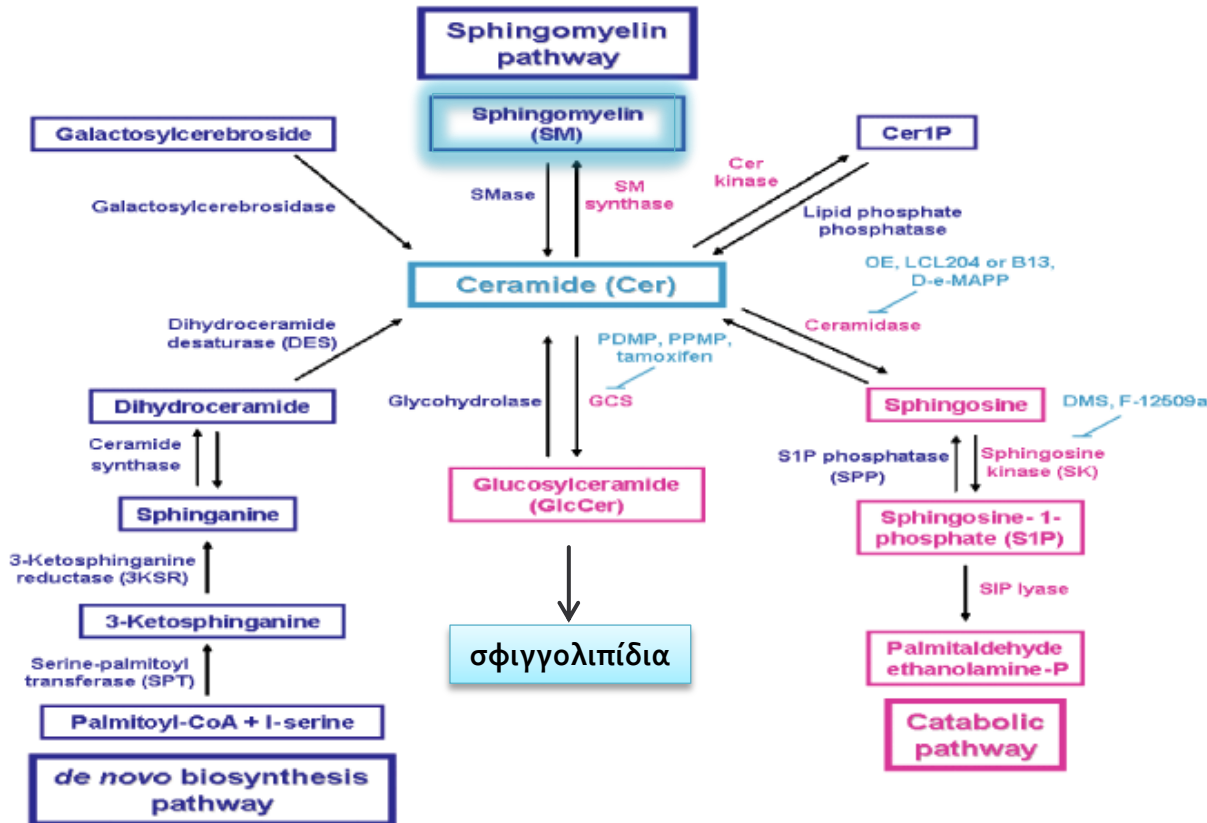 Sphingomyelin
pathway
Sphingomyelin
(SM)
Galactosylcerebroside
Cer1P
Cer
kinase
SMase
SM
synthase
Galactosylcerebrosidase
Lipid phosphate
phosphatase
OE, LCL204 or B13,
D-e-MAPP
Ceramide (Cer)
Ceramidase
Dihydroceramide
desaturase (DES)
PDMP, PPMP,
tamoxifen
Glycohydrolase
GCS
Dihydroceramide
Sphingosine
DMS, F-12509a
Ceramide
synthase
S1P phosphatase
(SPP)
Sphingosine
kinase (SK)
Glucosylceramide
(GlcCer)
Sphinganine
Sphingosine- 1-
phosphate (S1P)
3-Ketosphinganine
reductase (3KSR)
SIP lyase
3-Ketosphinganine
σφιγγολιπίδια
Palmitaldehyde
ethanolamine-P
Serine-palmitoyl
transferase (SPT)
Palmitoyl-CoA + l-serine
Catabolic
pathway
de novo biosynthesis
pathway